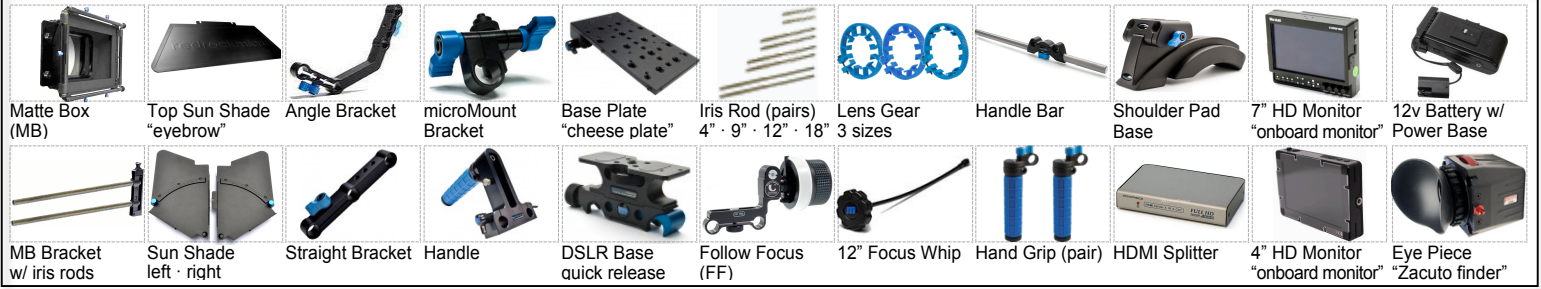 redrockmicro
Matte Box
(MB)
Top Sun Shade
“eyebrow”
Angle Bracket
microMount
Bracket
Base Plate
“cheese plate”
Iris Rod (pairs)
4” · 9” · 12” · 18”
Lens Gear
3 sizes
Handle Bar
Shoulder Pad
Base
7” HD Monitor
“onboard monitor”
12v Battery w/
Power Base
MB Bracket
w/ iris rods
Sun Shade
left · right
Straight Bracket
Handle
DSLR Base
quick release
Follow Focus
(FF)
12” Focus Whip
Hand Grip (pair)
HDMI Splitter
4” HD Monitor
“onboard monitor”
Eye Piece
“Zacuto finder”